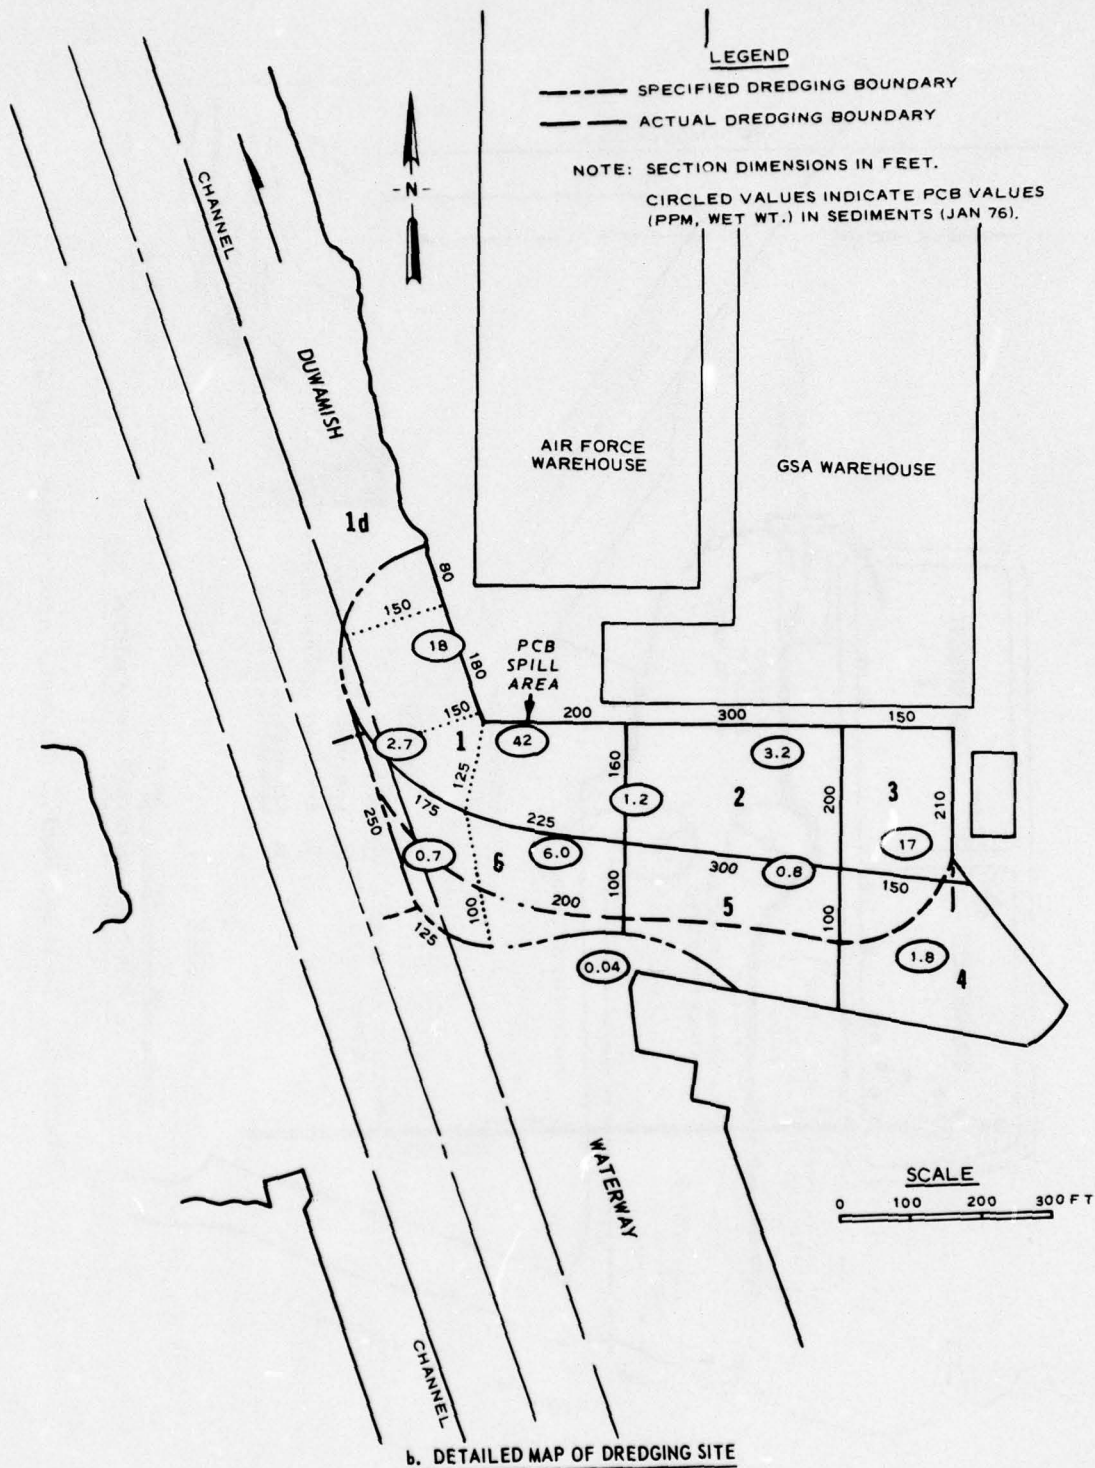 LEGEND
SPECIFIED DREDGING BOUNDARY
ACTUAL DREDGING BOUNDARY
NOTE: SECTION DIMENSIONS IN FEET.
CIRCLED VALUES INDICATE PCB VALUES
(PPM, WET WT.) IN SEDIMENTS (JAN 76).
-N-
CHANNEL
DUWAMISH
AIR FORCE
WAREHOUSE
GSA WAREHOUSE
1d
80
150
18
180
PCB
SPILL
AREA
150
200
300
150
2.7
1
42
3.2
125
160
1.2
2
200
3
210
175
250
225
17
0.7
6
6.0
300
0.8
150
100
200
100
5
100
125
1.8
4
0.04
WATERWAY
SCALE
0 100 200 300 FT
CHANNEL
b. DETAILED MAP OF DREDGING SITE